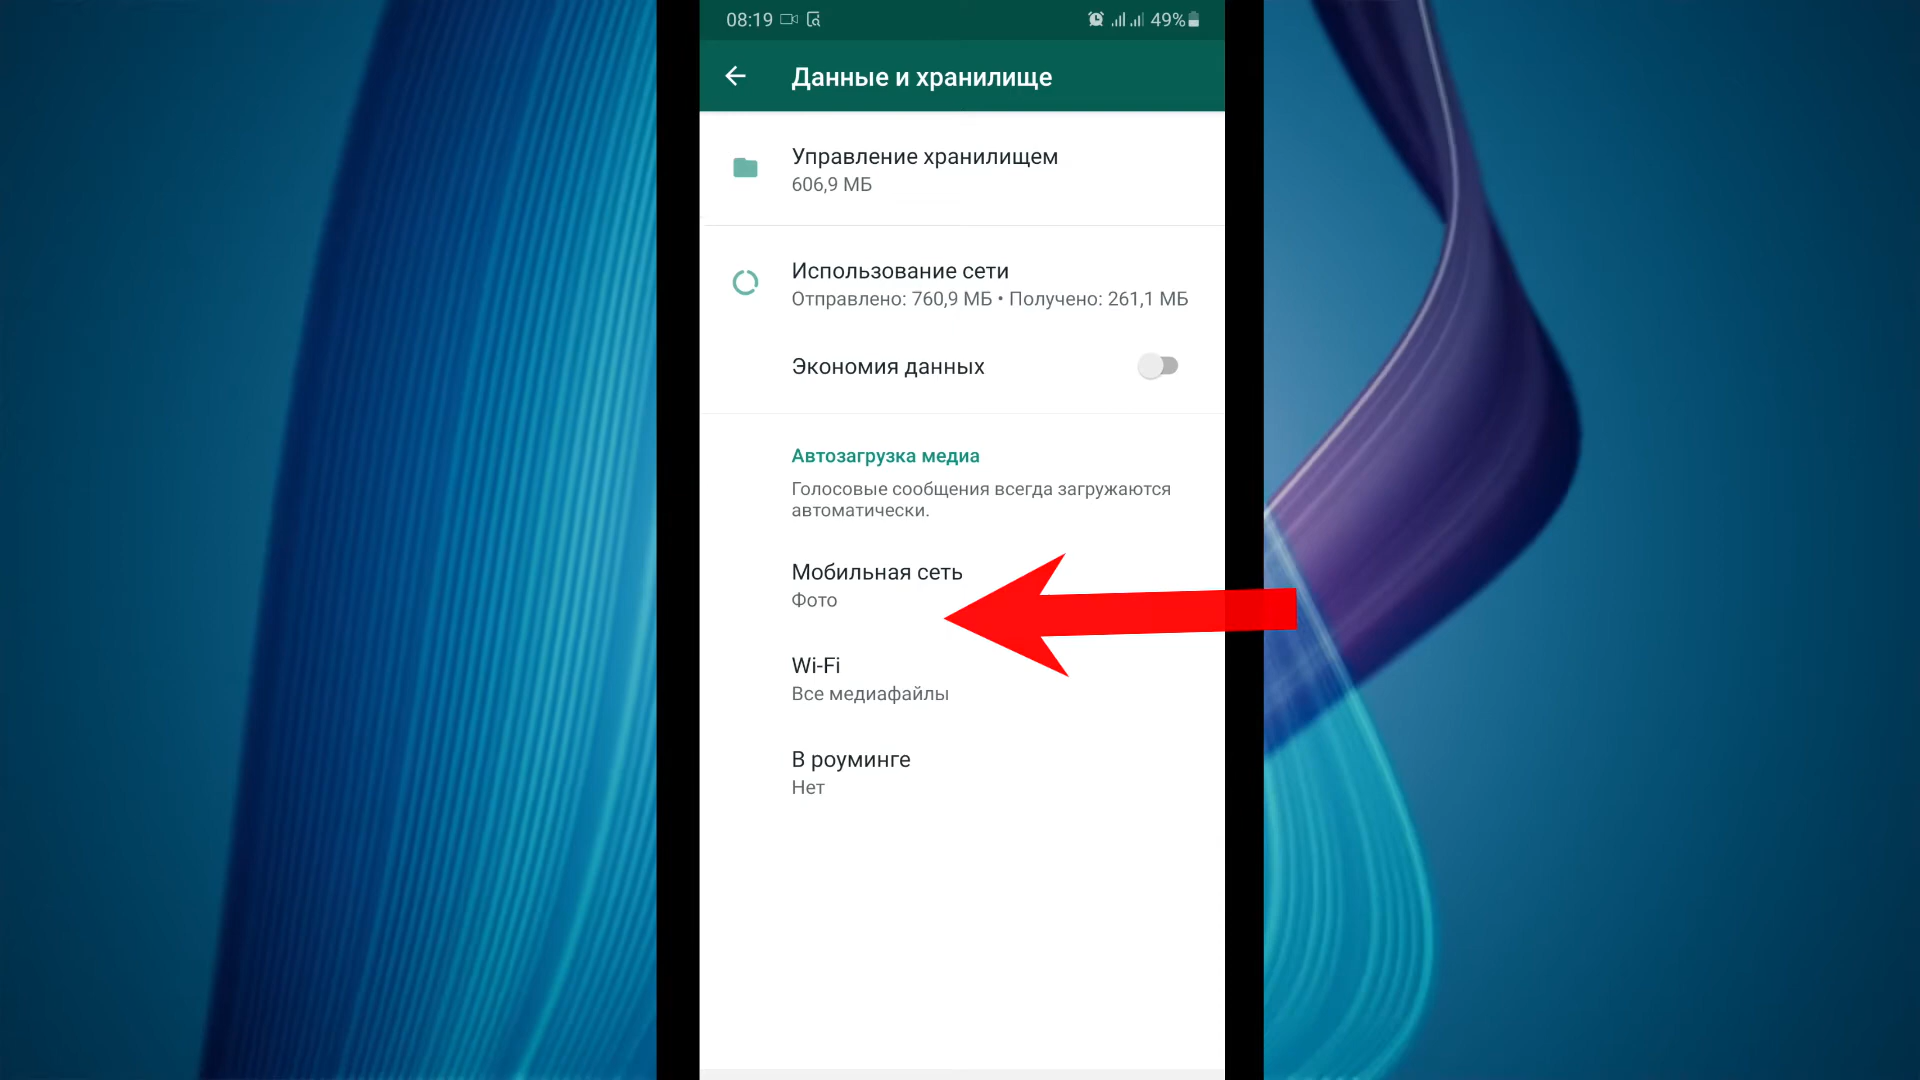 08:19
49%
Данные и хранилище
Управление хранилищем
606,9 МБ
Использование сети
Отправлено: 760,9 МБ • Получено: 261,1 МБ
Экономия данных
Автозагрузка медиа
Голосовые сообщения всегда загружаются
автоматически.
Мобильная сеть
Фото
Wi-Fi
Все медиафайлы
В роуминге
Нет